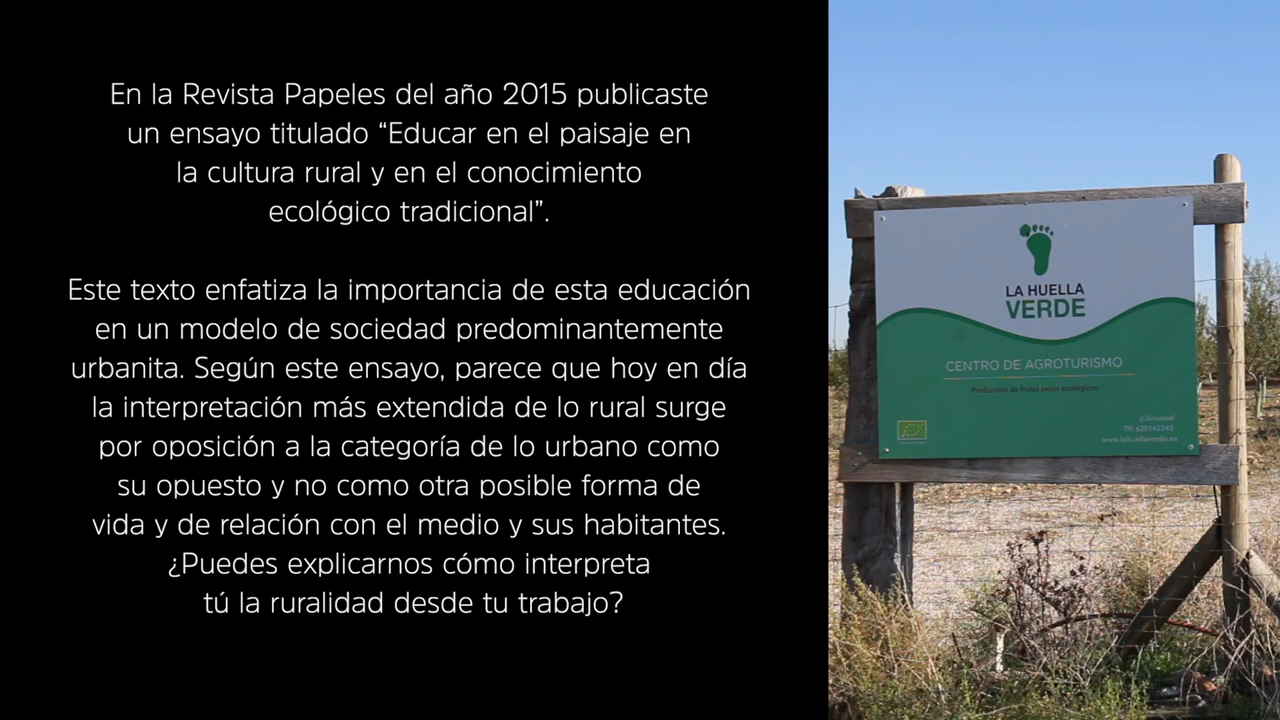 En la Revista Papeles del año 2015 publicaste
un ensayo titulado “Educar en el paisaje en
la cultura rural y en el conocimiento
ecológico tradicional”.
Este texto enfatiza la importancia de esta educación
en un modelo de sociedad predominantemente
urbanita. Según este ensayo, parece que hoy en día
la interpretación más extendida de lo rural surge
por oposición a la categoría de lo urbano como
su opuesto y no como otra posible forma de
vida y de relación con el medio y sus habitantes.
¿Puedes explicarnos cómo interpreta
tú la ruralidad desde tu trabajo?
LA HUELLA
VERDE
CENTRO DE AGROTURISMO
Producción de frutos secos ecológicos
¡Llámanos!
Tlf: 620142243
www.lahuellaverde.es